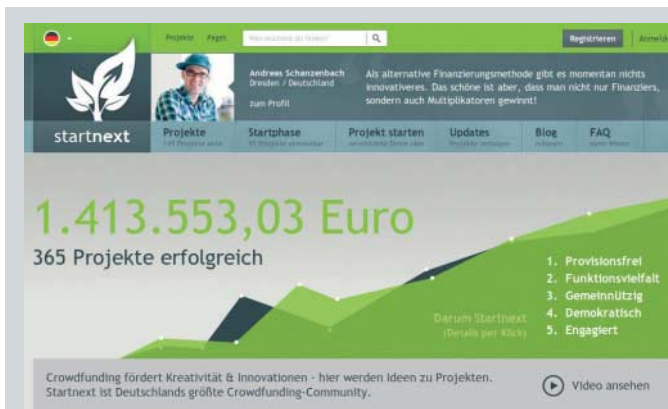 Projekte Pages
Registrieren
Andreas Schanzenbach
Dresden / Deutschland
zum Profil
Als alternative Finanzierungsmethode gibt es momentan nichts
innovativeres. Das schöne ist aber, dass man nicht nur Finanziers,
sondern auch Multiplikatoren gewinnt!
startnext
Projekte Startphase Projekt starten Updates Blog FAQ
1.413.553,03 Euro
365 Projekte erfolgreich
1. Provisionsfrei
2. Funktionsvielfalt
3. Gemeinnützig
4. Demokratisch
5. Engagiert
Darum Startnext
(Details per Klick)
Crowdfunding fördert Kreativität & Innovationen - hier werden Ideen zu Projekten.
Startnext ist Deutschlands größte Crowdfunding-Community.
Video ansehen